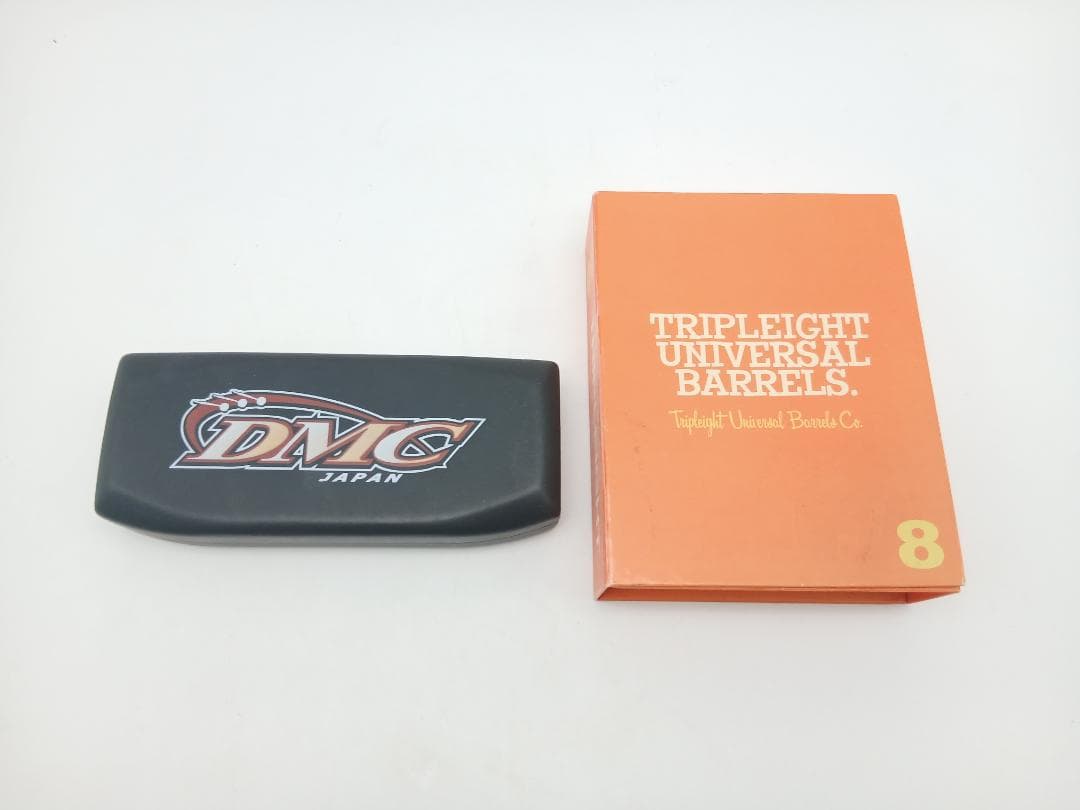 DMC
JAPAN
TRIPLEIGHT
UNIVERSAL
BARRELS.
Tripleight Universal Barrels Co.
8